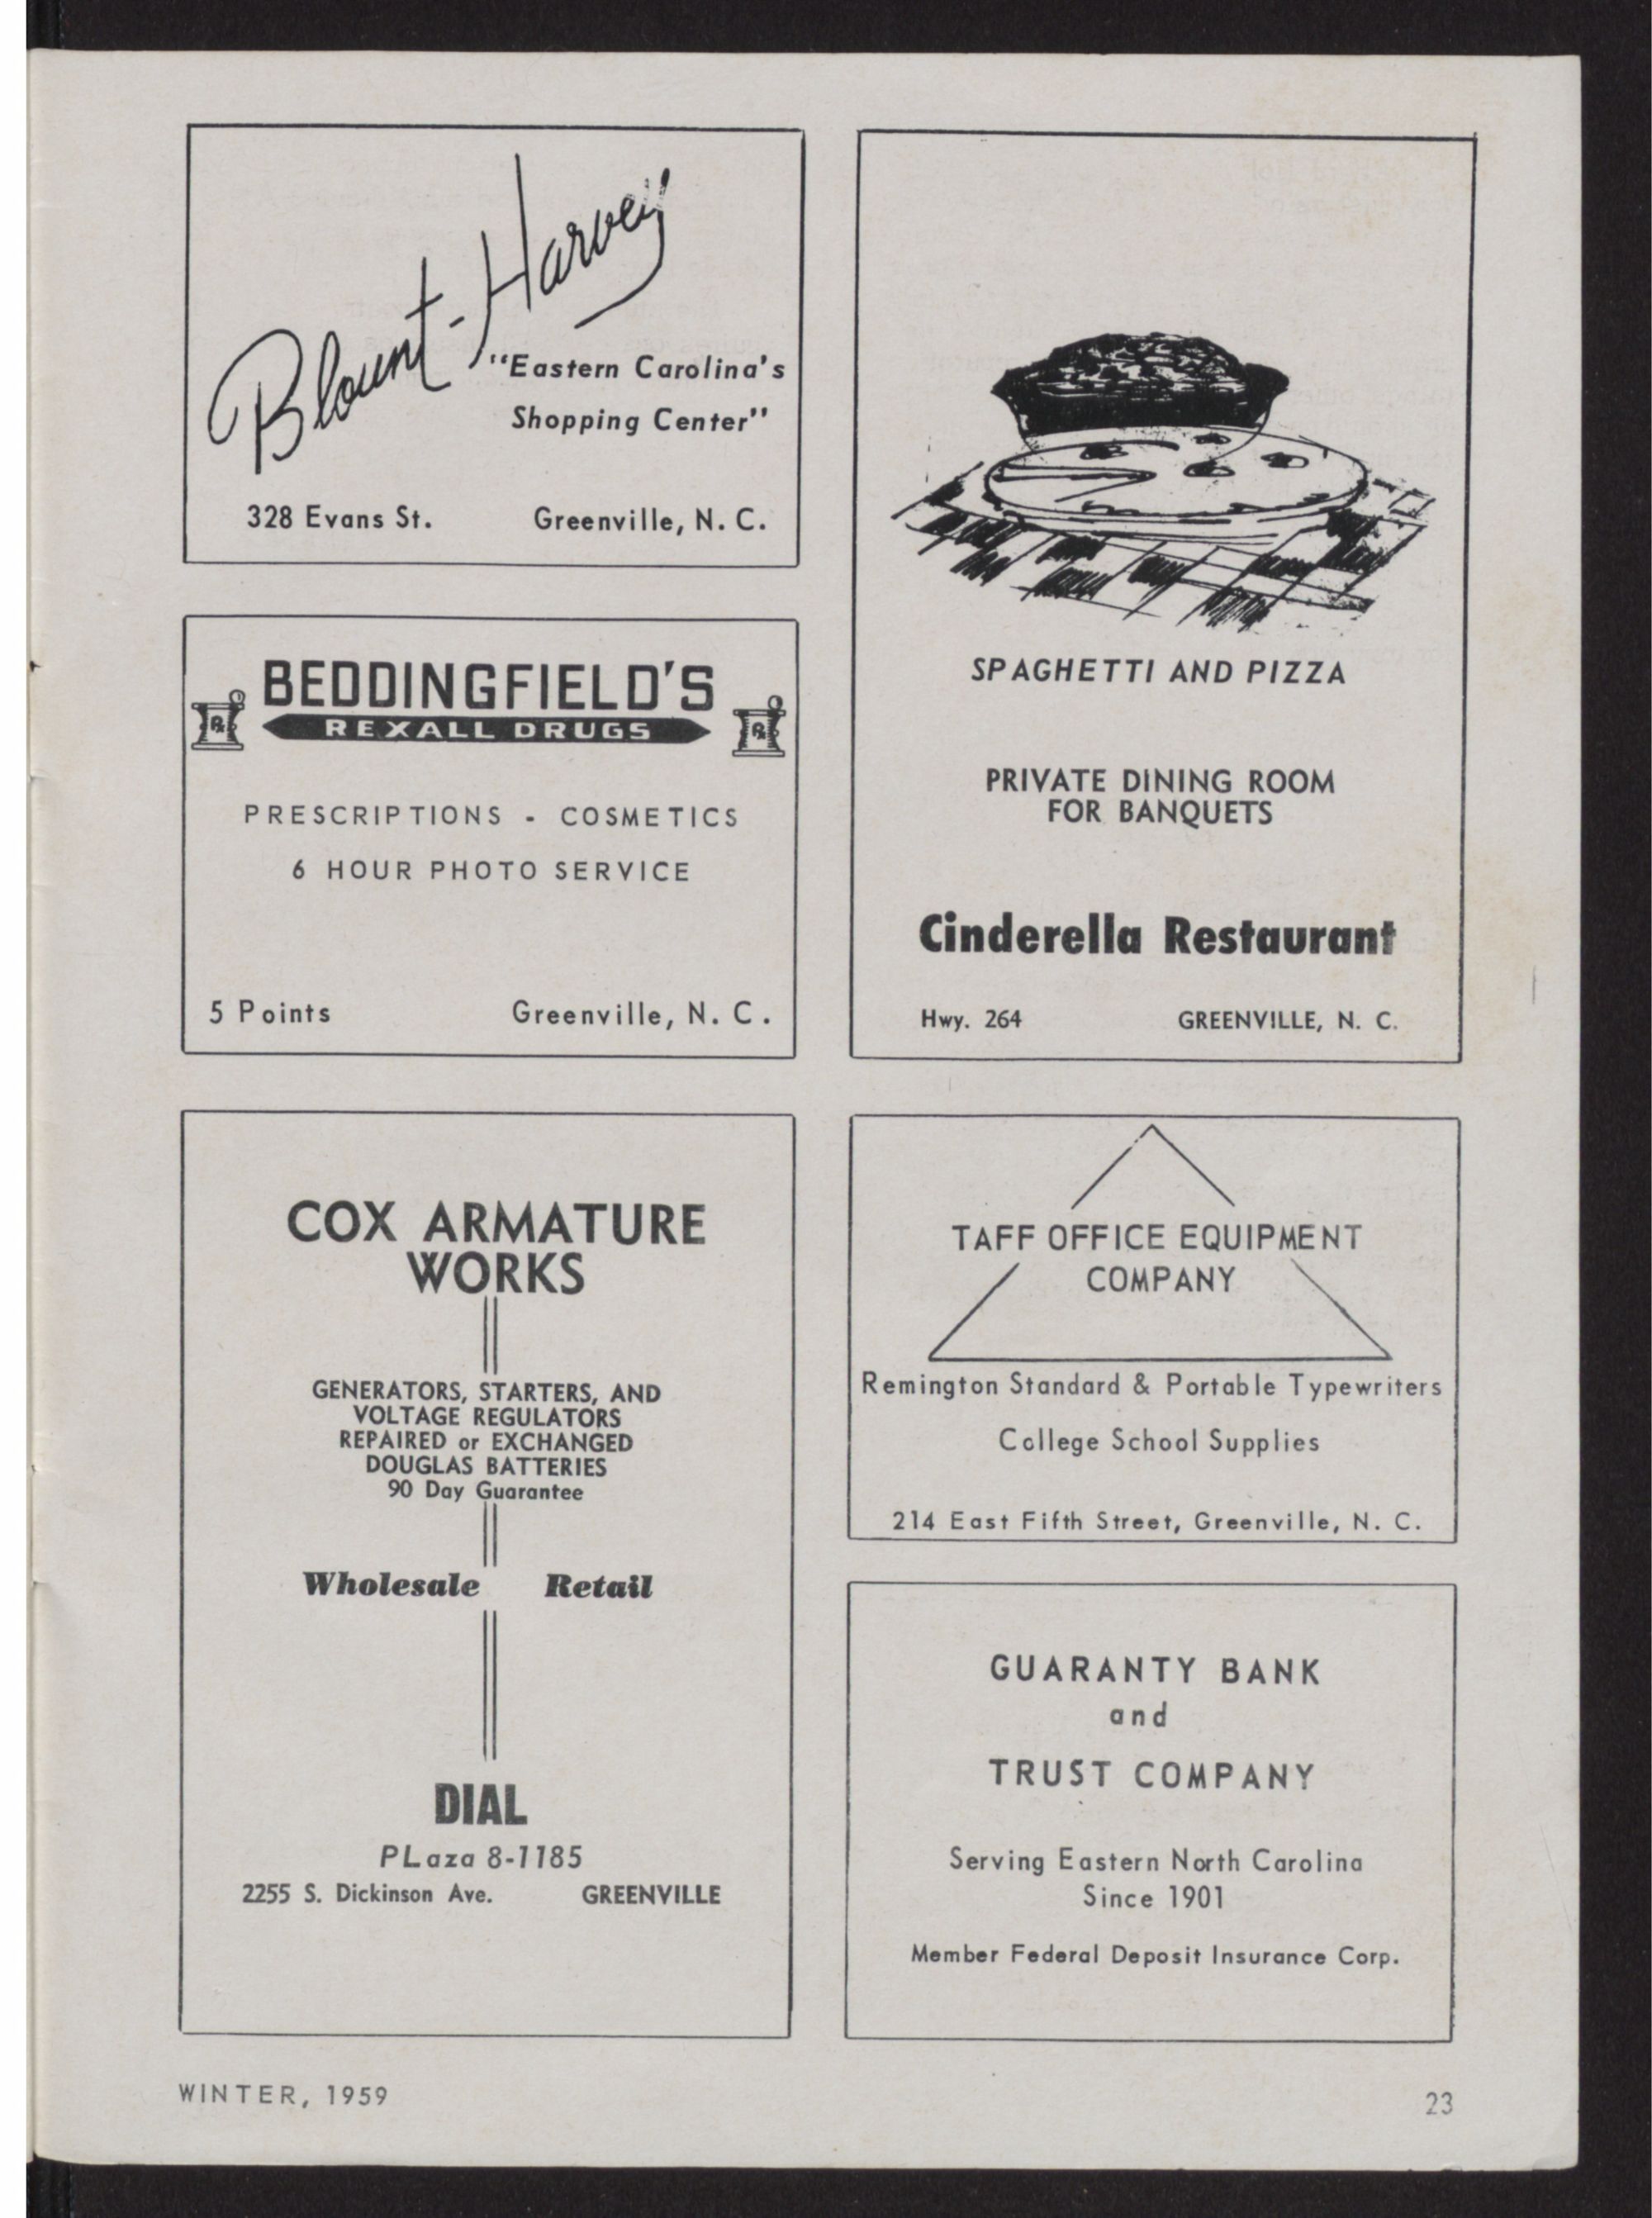 Blount-Harvey
"Eastern Carolina's
Shopping Center"
328 Evans St. Greenville, N. C.
BEDDINGFIELD'S
REXALL DRUGS
PRESCRIPTIONS - COSMETICS
6 HOUR PHOTO SERVICE
5 Points Greenville, N. C.
SPAGHETTI AND PIZZA
PRIVATE DINING ROOM
FOR BANQUETS
Cinderella Restaurant
Hwy. 264 GREENVILLE, N. C.
COX ARMATURE
WORKS
GENERATORS, STARTERS, AND
VOLTAGE REGULATORS
REPAIRED or EXCHANGED
DOUGLAS BATTERIES
90 Day Guarantee
Wholesale Retail
DIAL
PLaza 8-1185
2255 S. Dickinson Ave. GREENVILLE
TAFF OFFICE EQUIPMENT
COMPANY
Remington Standard & Portable Typewriters
College School Supplies
214 East Fifth Street, Greenville, N. C.
GUARANTY BANK
and
TRUST COMPANY
Serving Eastern North Carolina
Since 1901
Member Federal Deposit Insurance Corp.
WINTER, 1959
23